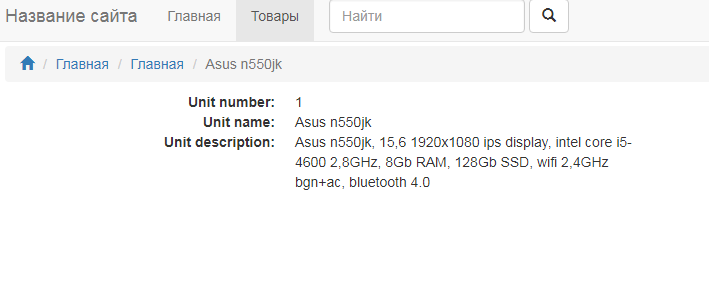 Название сайта Главная Товары Найти
/ Главная / Главная / Asus n550jk
Unit number: 1
Unit name: Asus n550jk
Unit description: Asus n550jk, 15,6 1920x1080 ips display, intel core i5-
4600 2,8GHz, 8Gb RAM, 128Gb SSD, wifi 2,4GHz
bgn+ac, bluetooth 4.0